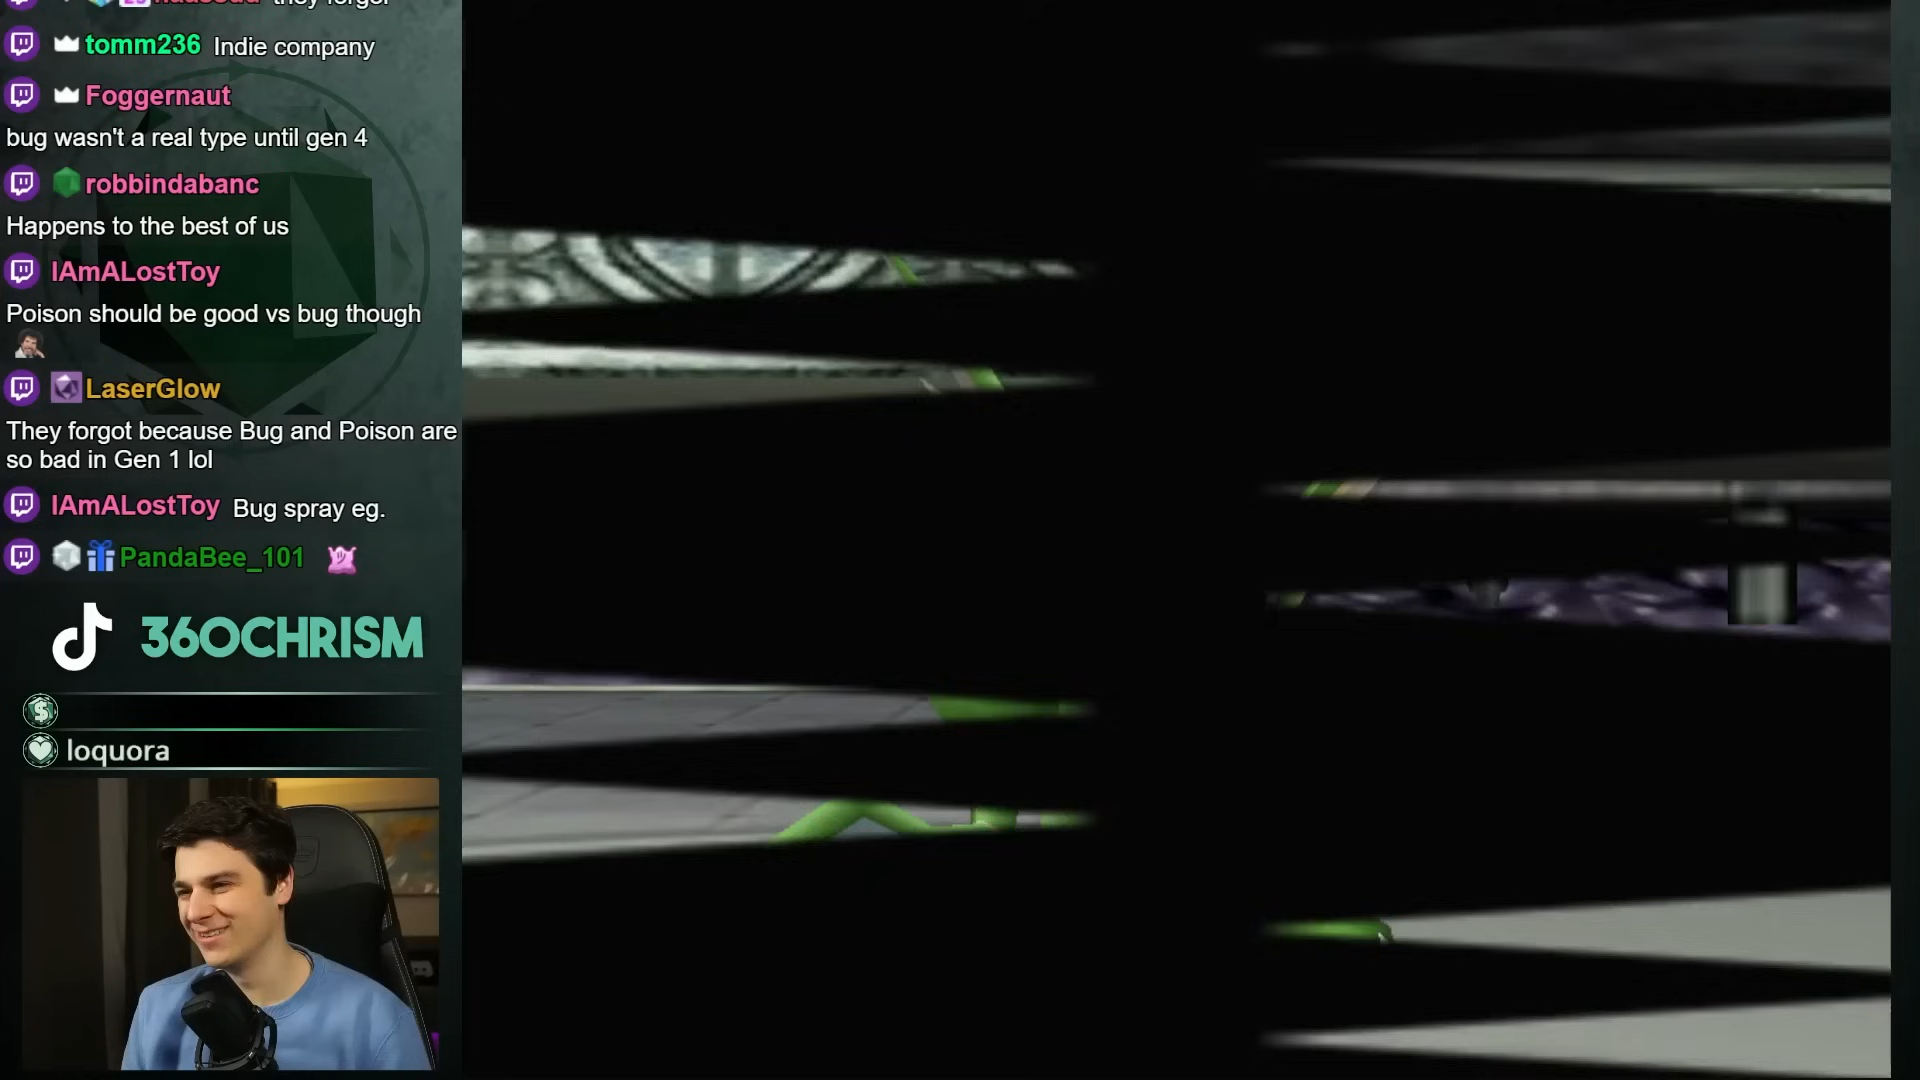 they forgor
tomm236 Indie company
Foggernaut
bug wasn't a real type until gen 4
robbindabanc
Happens to the best of us
IAmALostToy
Poison should be good vs bug though
LaserGlow
They forgot because Bug and Poison are
so bad in Gen 1 lol
IAmALostToy Bug spray eg.
PandaBee_101
360CHRISM
loquora